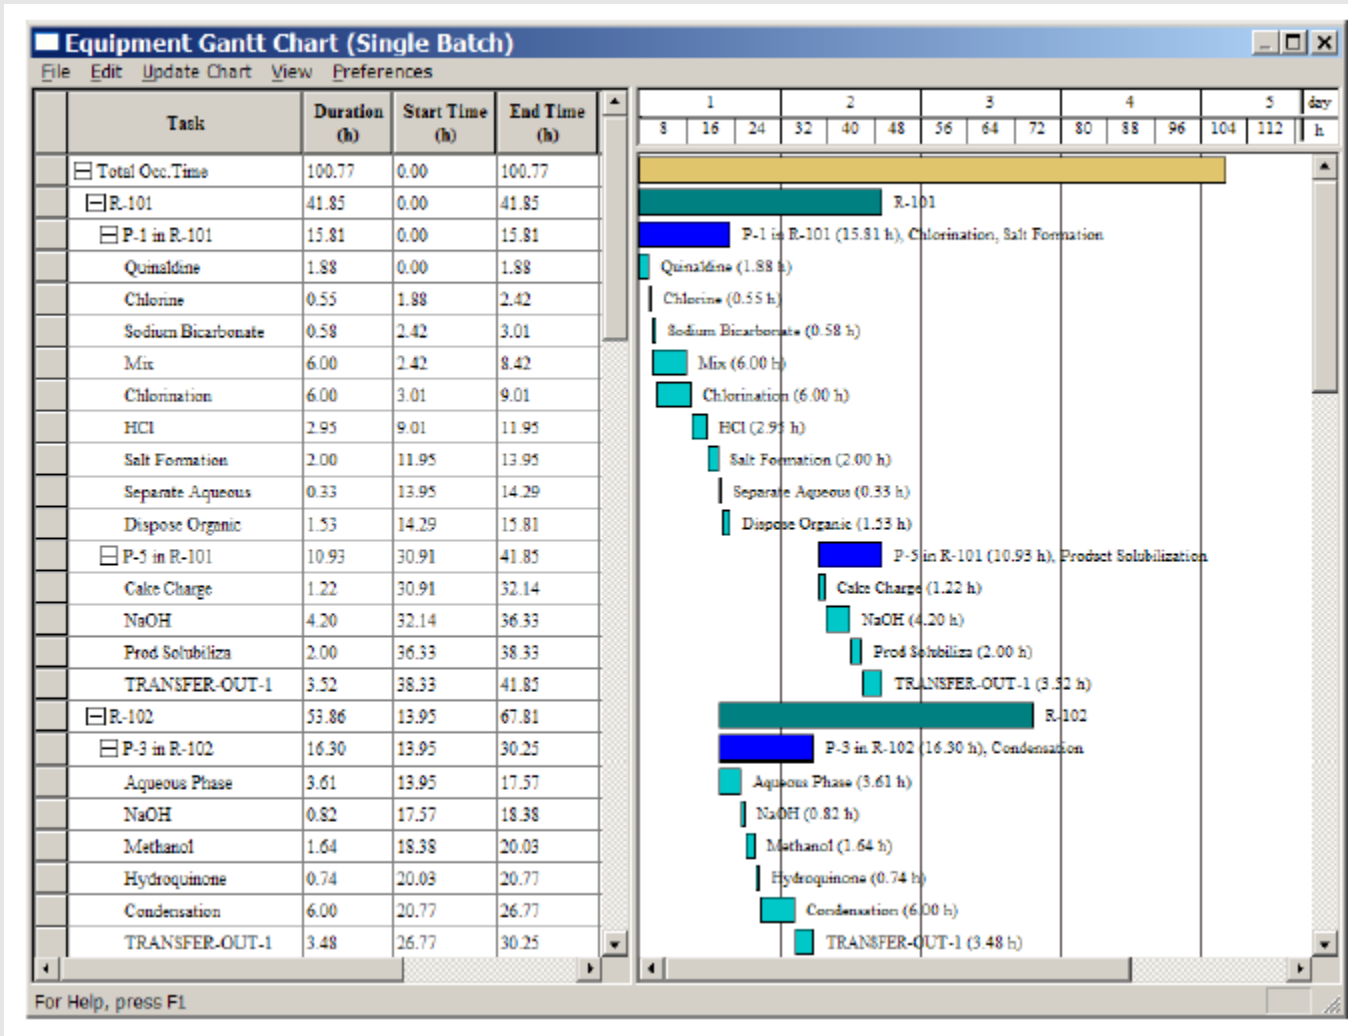 Equipment Gantt Chart (Single Batch)
File Edit Update Chart View Preferences
Task Duration (h) Start Time (h) End Time (h) 1 2 3 4 5 day
8 16 24 32 40 48 56 64 72 80 88 96 104 112 h
Total Occ.Time 100.77 0.00 100.77
R-101 41.85 0.00 41.85 R-101
P-1 in R-101 15.81 0.00 15.81 P-1 in R-101 (15.81 h), Chlorination, Salt Formation
Quinaldine 1.88 0.00 1.88 Quinaldine (1.88 h)
Chlorine 0.55 1.88 2.42 Chlorine (0.55 h)
Sodium Bicarbonate 0.58 2.42 3.01 Sodium Bicarbonate (0.58 h)
Mix 6.00 2.42 8.42 Mix (6.00 h)
Chlorination 6.00 3.01 9.01 Chlorination (6.00 h)
HCl 2.95 9.01 11.95 HCl (2.95 h)
Salt Formation 2.00 11.95 13.95 Salt Formation (2.00 h)
Separate Aqueous 0.33 13.95 14.29 Separate Aqueous (0.33 h)
Dispose Organic 1.53 14.29 15.81 Dispose Organic (1.53 h)
P-5 in R-101 10.93 30.91 41.85 P-5 in R-101 (10.93 h), Product Solubilization
Cake Charge 1.22 30.91 32.14 Cake Charge (1.22 h)
NaOH 4.20 32.14 36.33 NaOH (4.20 h)
Prod Solubiliza 2.00 36.33 38.33 Prod Solubiliza (2.00 h)
TRANSFER-OUT-1 3.52 38.33 41.85 TRANSFER-OUT-1 (3.52 h)
R-102 53.86 13.95 67.81 R-102
P-3 in R-102 16.30 13.95 30.25 P-3 in R-102 (16.30 h), Condensation
Aqueous Phase 3.61 13.95 17.57 Aqueous Phase (3.61 h)
NaOH 0.82 17.57 18.38 NaOH (0.82 h)
Methanol 1.64 18.38 20.03 Methanol (1.64 h)
Hydroquinone 0.74 20.03 20.77 Hydroquinone (0.74 h)
Condensation 6.00 20.77 26.77 Condensation (6.00 h)
TRANSFER-OUT-1 3.48 26.77 30.25 TRANSFER-OUT-1 (3.48 h)
For Help, press F1